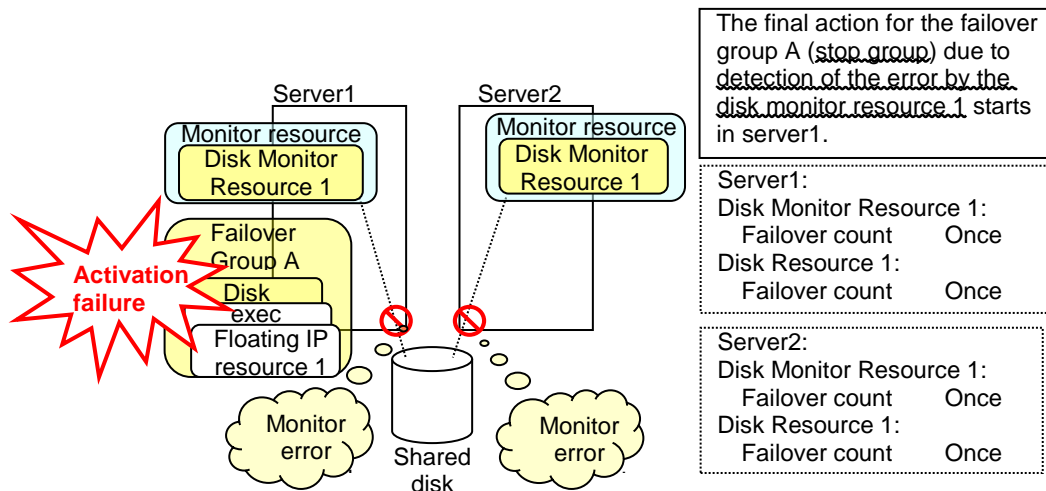 The final action for the failover
group A (stop group) due to
detection of the error by the
disk monitor resource 1 starts
in server1.
Server1
Server2
Monitor resource
Disk Monitor
Resource 1
Monitor resource
Disk Monitor
Resource 1
Failover
Group A
Activation
failure
Disk
exec
Floating IP
resource 1
Monitor
error
Shared
disk
Monitor
error
Server1:
Disk Monitor Resource 1:
Failover count Once
Disk Resource 1:
Failover count Once
Server2:
Disk Monitor Resource 1:
Failover count Once
Disk Resource 1:
Failover count Once